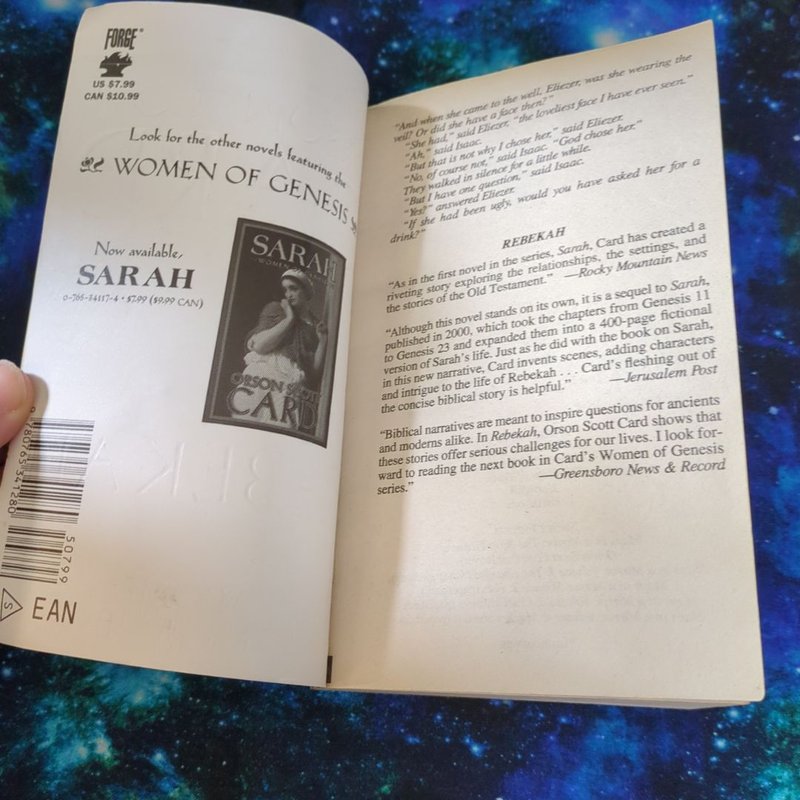 FORGE
US $7.99
CAN $10.99
Look for the other novels featuring the
WOMEN OF GENESIS
Now available,
SARAH
0-765-34117-4 • $7.99 ($9.99 CAN)
SARAH
ORSON SCOTT
CARD
9 780765 341280
50799
S EAN
"And when she came to the well, Eliezer, was she wearing the
veil? Or did she have a face then?"
"She had," said Eliezer, "the loveliest face I have ever seen."
"Ah," said Isaac.
"But that is not why I chose her," said Eliezer.
"No, of course not," said Isaac. "God chose her."
They walked in silence for a little while.
"But I have one question," said Isaac.
"Yes?" answered Eliezer.
"If she had been ugly, would you have asked her for a
drink?"
REBEKAH
"As in the first novel in the series, Sarah, Card has created a
riveting story exploring the relationships, the settings, and
the stories of the Old Testament." —Rocky Mountain News
"Although this novel stands on its own, it is a sequel to Sarah,
published in 2000, which took the chapters from Genesis 11
to Genesis 23 and expanded them into a 400-page fictional
version of Sarah's life. Just as he did with the book on Sarah,
in this new narrative, Card invents scenes, adding characters
and intrigue to the life of Rebekah . . . Card's fleshing out of
the concise biblical story is helpful." —Jerusalem Post
"Biblical narratives are meant to inspire questions for ancients
and moderns alike. In Rebekah, Orson Scott Card shows that
these stories offer serious challenges for our lives. I look for-
ward to reading the next book in Card's Women of Genesis
series." —Greensboro News & Record